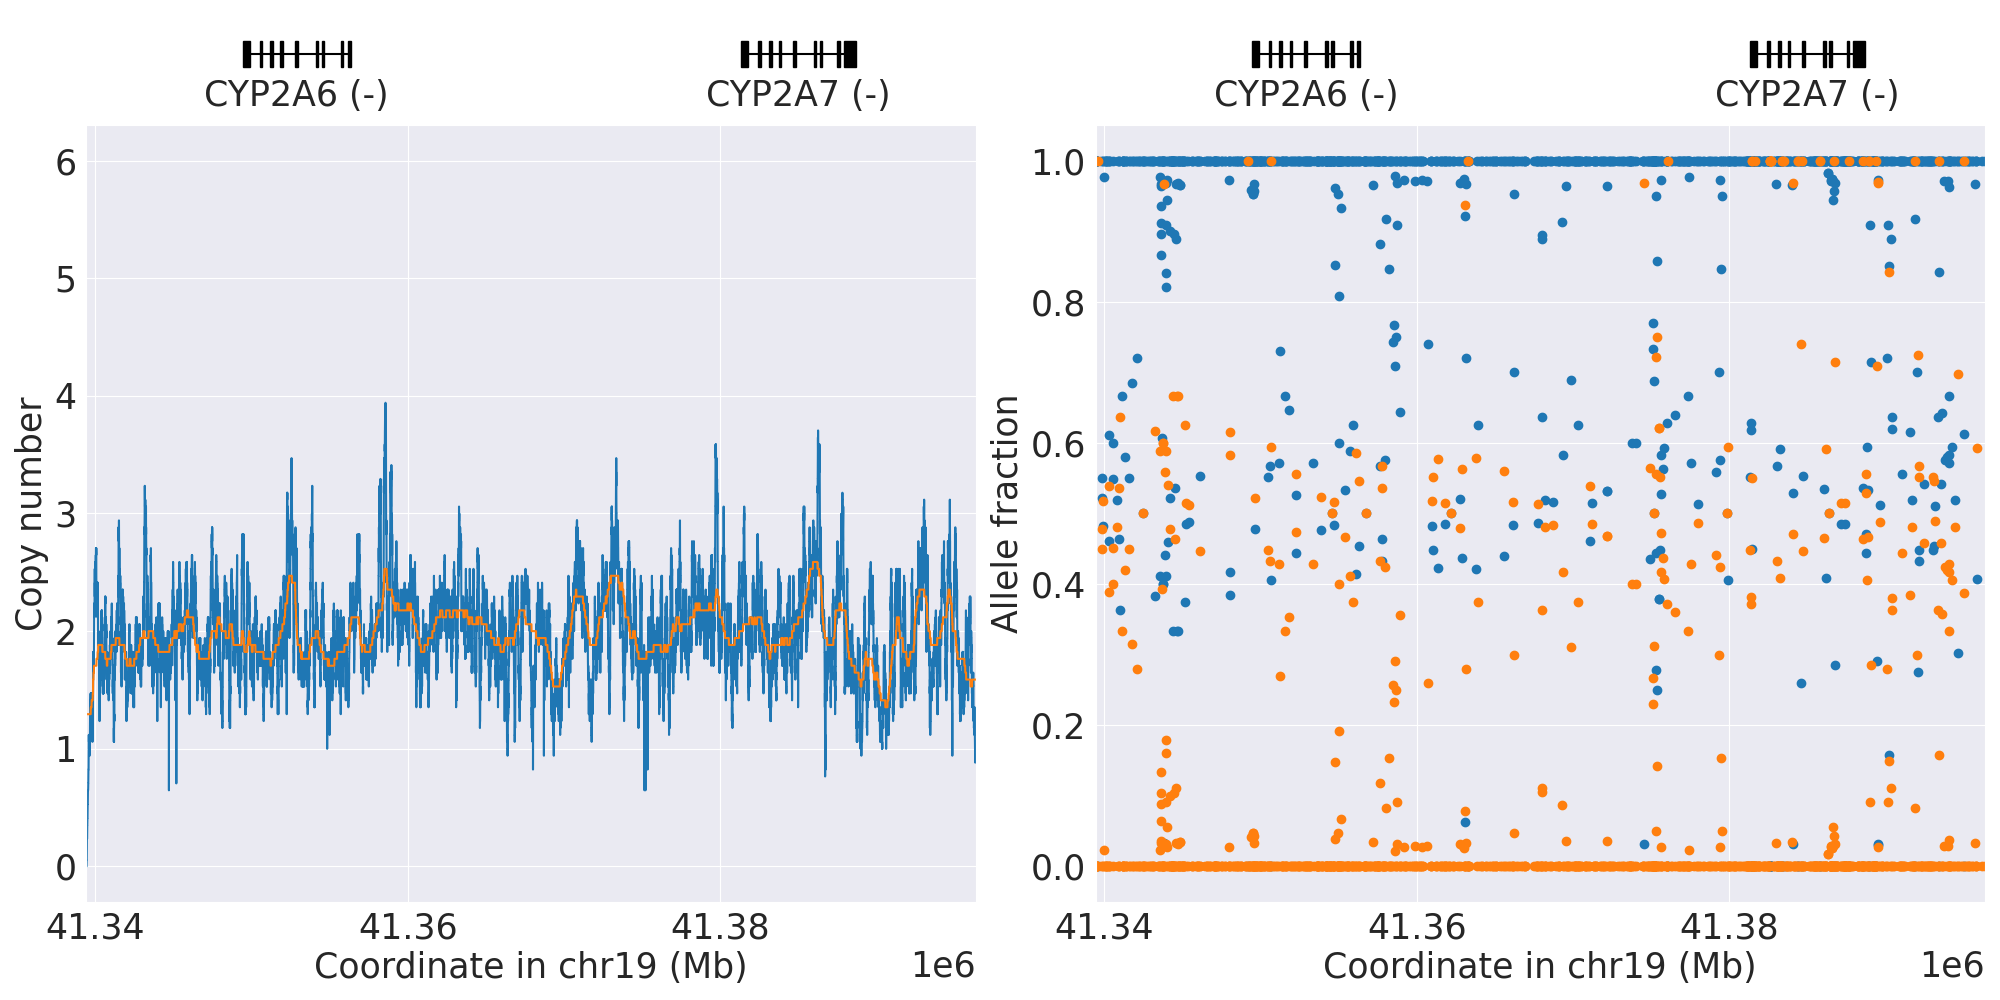 CYP2A6 (-)
CYP2A7 (-)
6
5
4
3
2
1
0
Copy number
41.34
41.36
41.38
Coordinate in chr19 (Mb)
1e6
CYP2A6 (-)
CYP2A7 (-)
1.0
0.8
0.6
0.4
0.2
0.0
Allele fraction
41.34
41.36
41.38
Coordinate in chr19 (Mb)
1e6